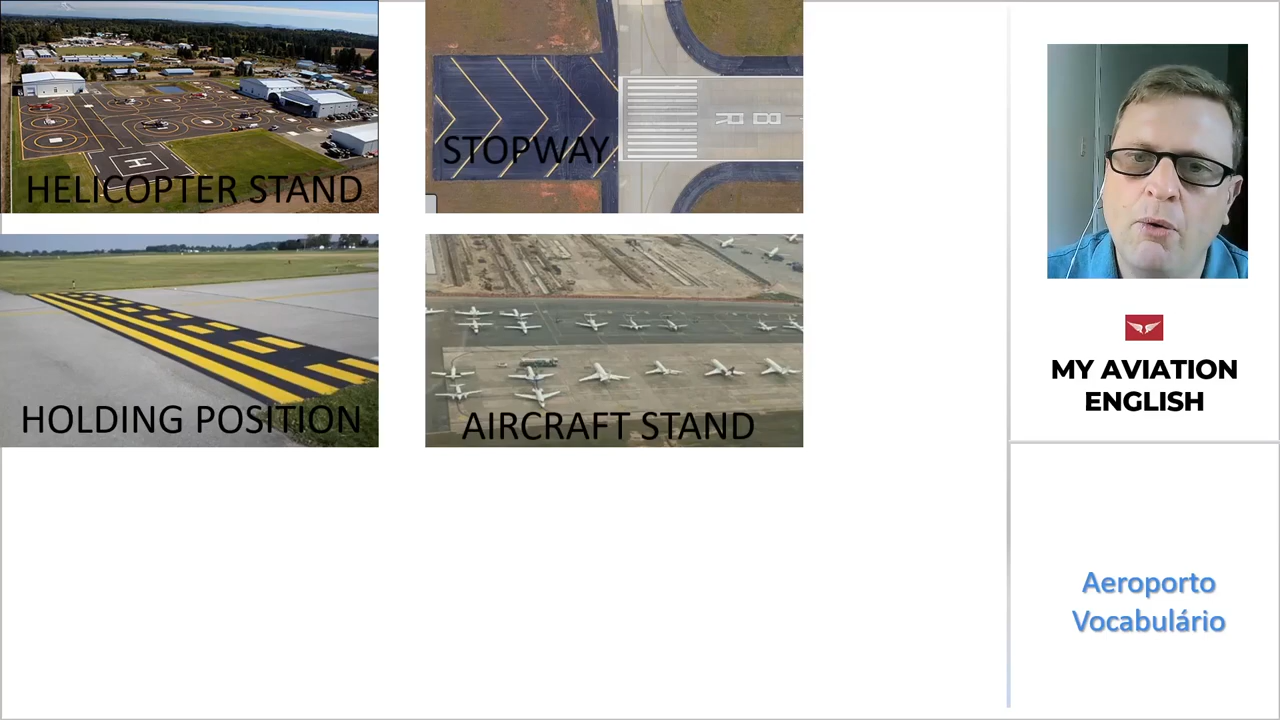 HELICOPTER STAND
STOPWAY
HOLDING POSITION
AIRCRAFT STAND
MY AVIATION
ENGLISH
Aeroporto
Vocabulário